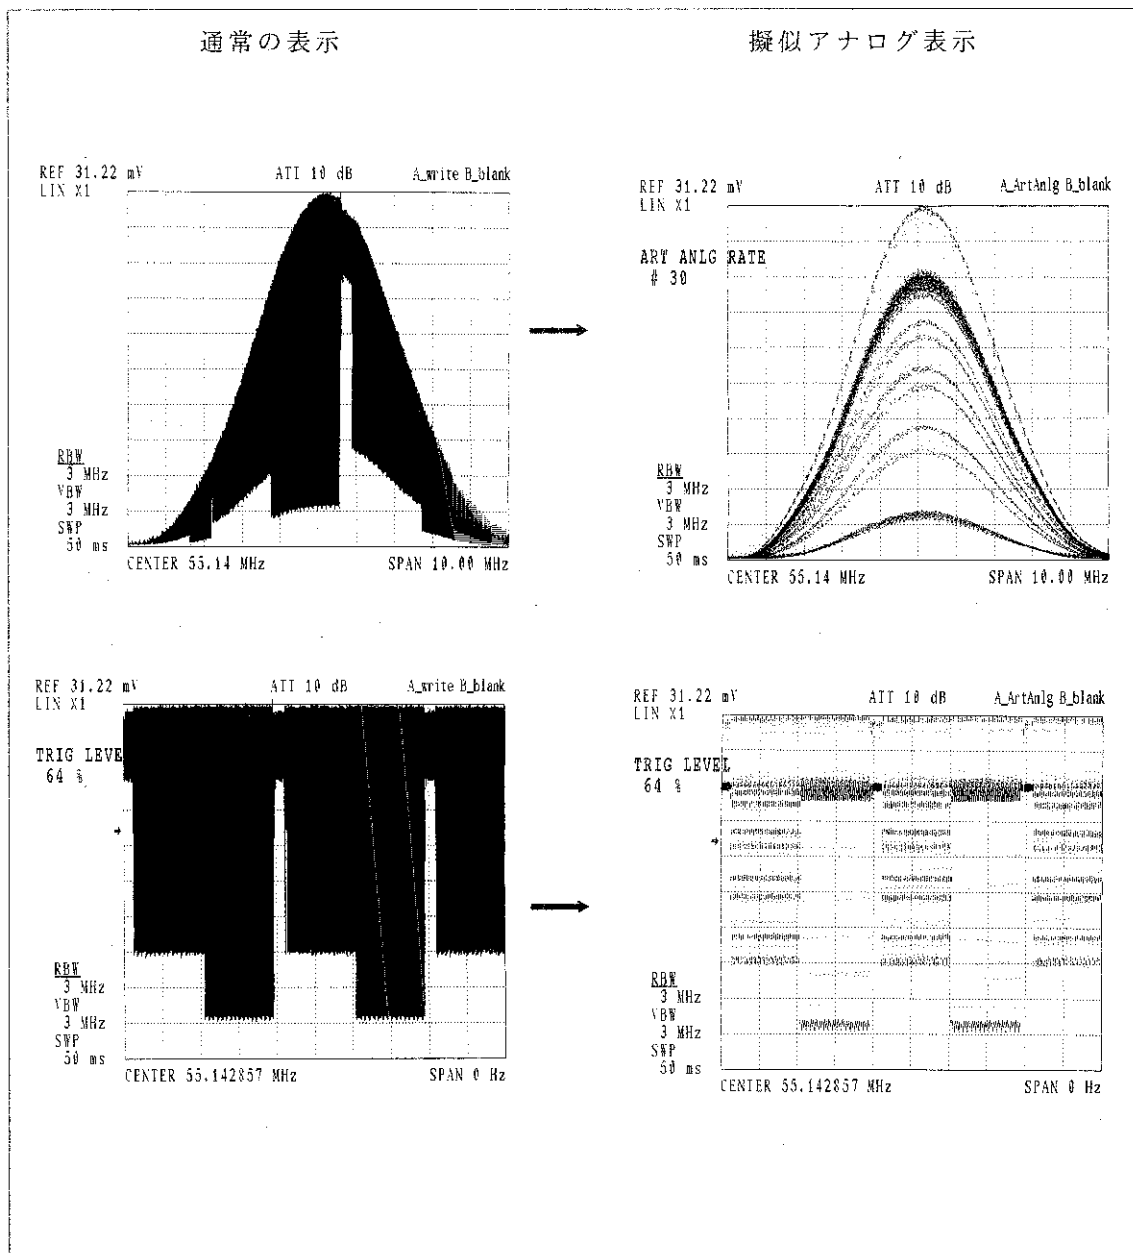 通常の表示
擬似アナログ表示
REF 31.22 mV ATT 10 dB A_write B_blank
LIN X1
RBW
3 MHz
VBW
3 MHz
SWP
50 ms
CENTER 55.14 MHz SPAN 10.00 MHz
REF 31.22 mV ATT 10 dB A_ArtAnlg B_blank
LIN X1
ART ANLG RATE
# 30
RBW
3 MHz
VBW
3 MHz
SWP
50 ms
CENTER 55.14 MHz SPAN 10.00 MHz
REF 31.22 mV ATT 10 dB A_write B_blank
LIN X1
TRIG LEVEL
64 %
RBW
3 MHz
VBW
3 MHz
SWP
50 ms
CENTER 55.142857 MHz SPAN 0 Hz
REF 31.22 mV ATT 10 dB A_ArtAnlg B_blank
LIN X1
TRIG LEVEL
64 %
RBW
3 MHz
VBW
3 MHz
SWP
50 ms
CENTER 55.142857 MHz SPAN 0 Hz